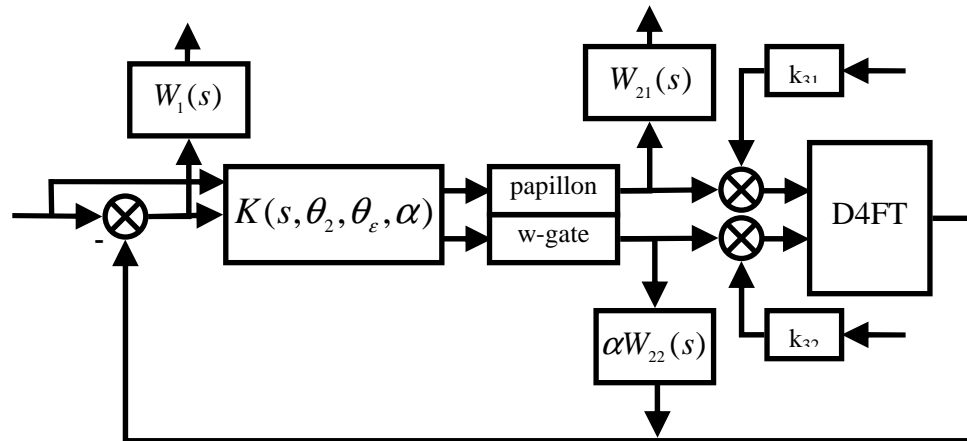 W₁(s)
W₂₁(s)
k₃₁
K(s,θ₂,θ_ε,α)
papillon
w-gate
D4FT
-
αW₂₂(s)
k₃₂